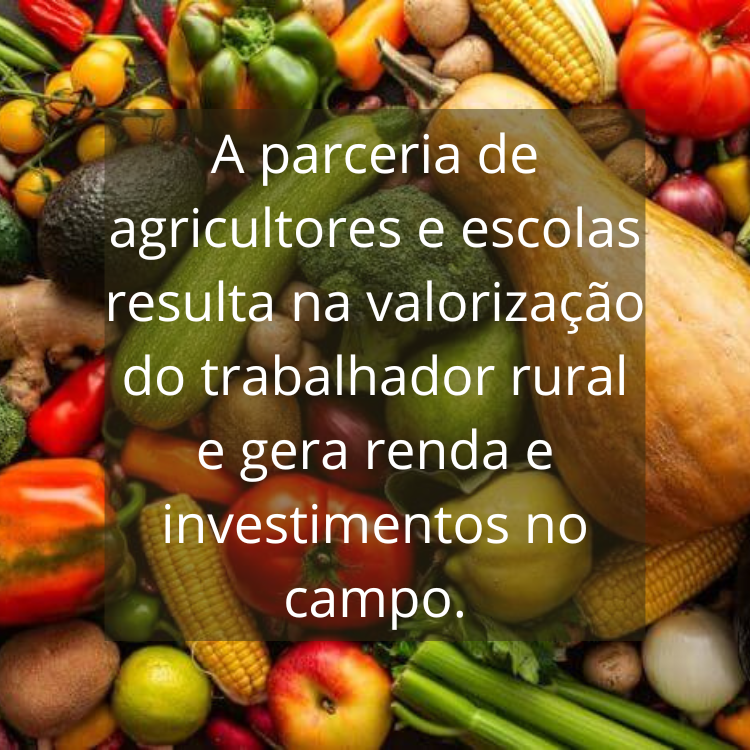 A parceria de
agricultores e escolas
resulta na valorização
do trabalhador rural
e gera renda e
investimentos no
campo.